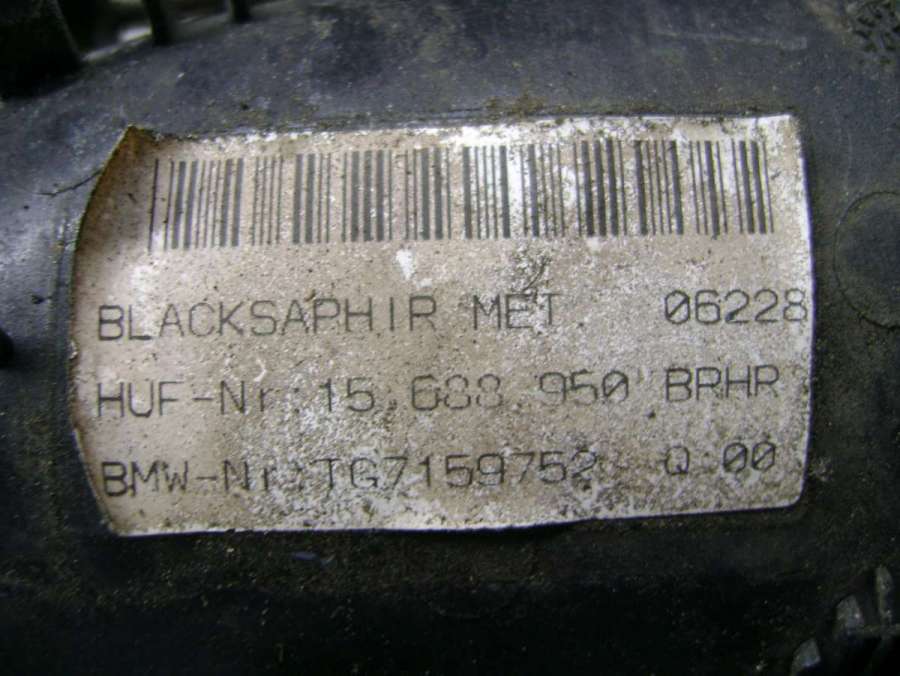 BLACKSAPHIR MET 06228
HUF-Nr:15 688 950 BRHR
BMW-Nr:TG7159752 Q 00